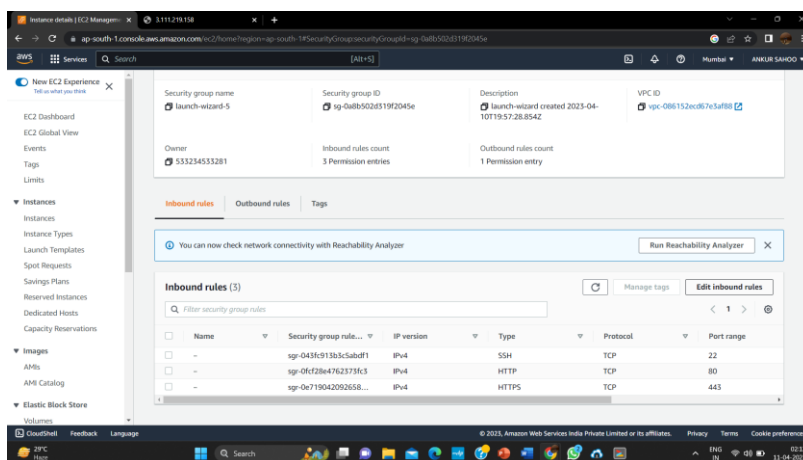 Instance details | EC2 Managem
3.111.219.158
ap-south-1.console.aws.amazon.com/ec2/home?region=ap-south-1#SecurityGroup:securityGroupId=sg-0a8b502d319f2045e
aws
Services
Search
[Alt+S]
Mumbai
ANKUR SAHOO
New EC2 Experience
Tell us what you think
EC2 Dashboard
EC2 Global View
Events
Tags
Limits
Instances
Instances
Instance Types
Launch Templates
Spot Requests
Savings Plans
Reserved Instances
Dedicated Hosts
Capacity Reservations
Images
AMIs
AMI Catalog
Elastic Block Store
Volumes
Security group name
launch-wizard-5
Security group ID
sg-0a8b502d319f2045e
Description
launch-wizard created 2023-04-
10T19:57:28.854Z
VPC ID
vpc-086152ecd67e3af88
Owner
533234533281
Inbound rules count
3 Permission entries
Outbound rules count
1 Permission entry
Inbound rules Outbound rules Tags
You can now check network connectivity with Reachability Analyzer
Run Reachability Analyzer
Inbound rules (3)
Manage tags
Edit inbound rules
Filter security group rules
1
Name Security group rule... IP version Type Protocol Port range
– sgr-043fc913b3c5abdf1 IPv4 SSH TCP 22
– sgr-0fcf28e4762373fc3 IPv4 HTTP TCP 80
– sgr-0e719042092658... IPv4 HTTPS TCP 443
CloudShell Feedback Language
© 2023, Amazon Web Services India Private Limited or its affiliates. Privacy Terms Cookie preference
29°C
Haze
Search
ENG
IN
02:1
11-04-202